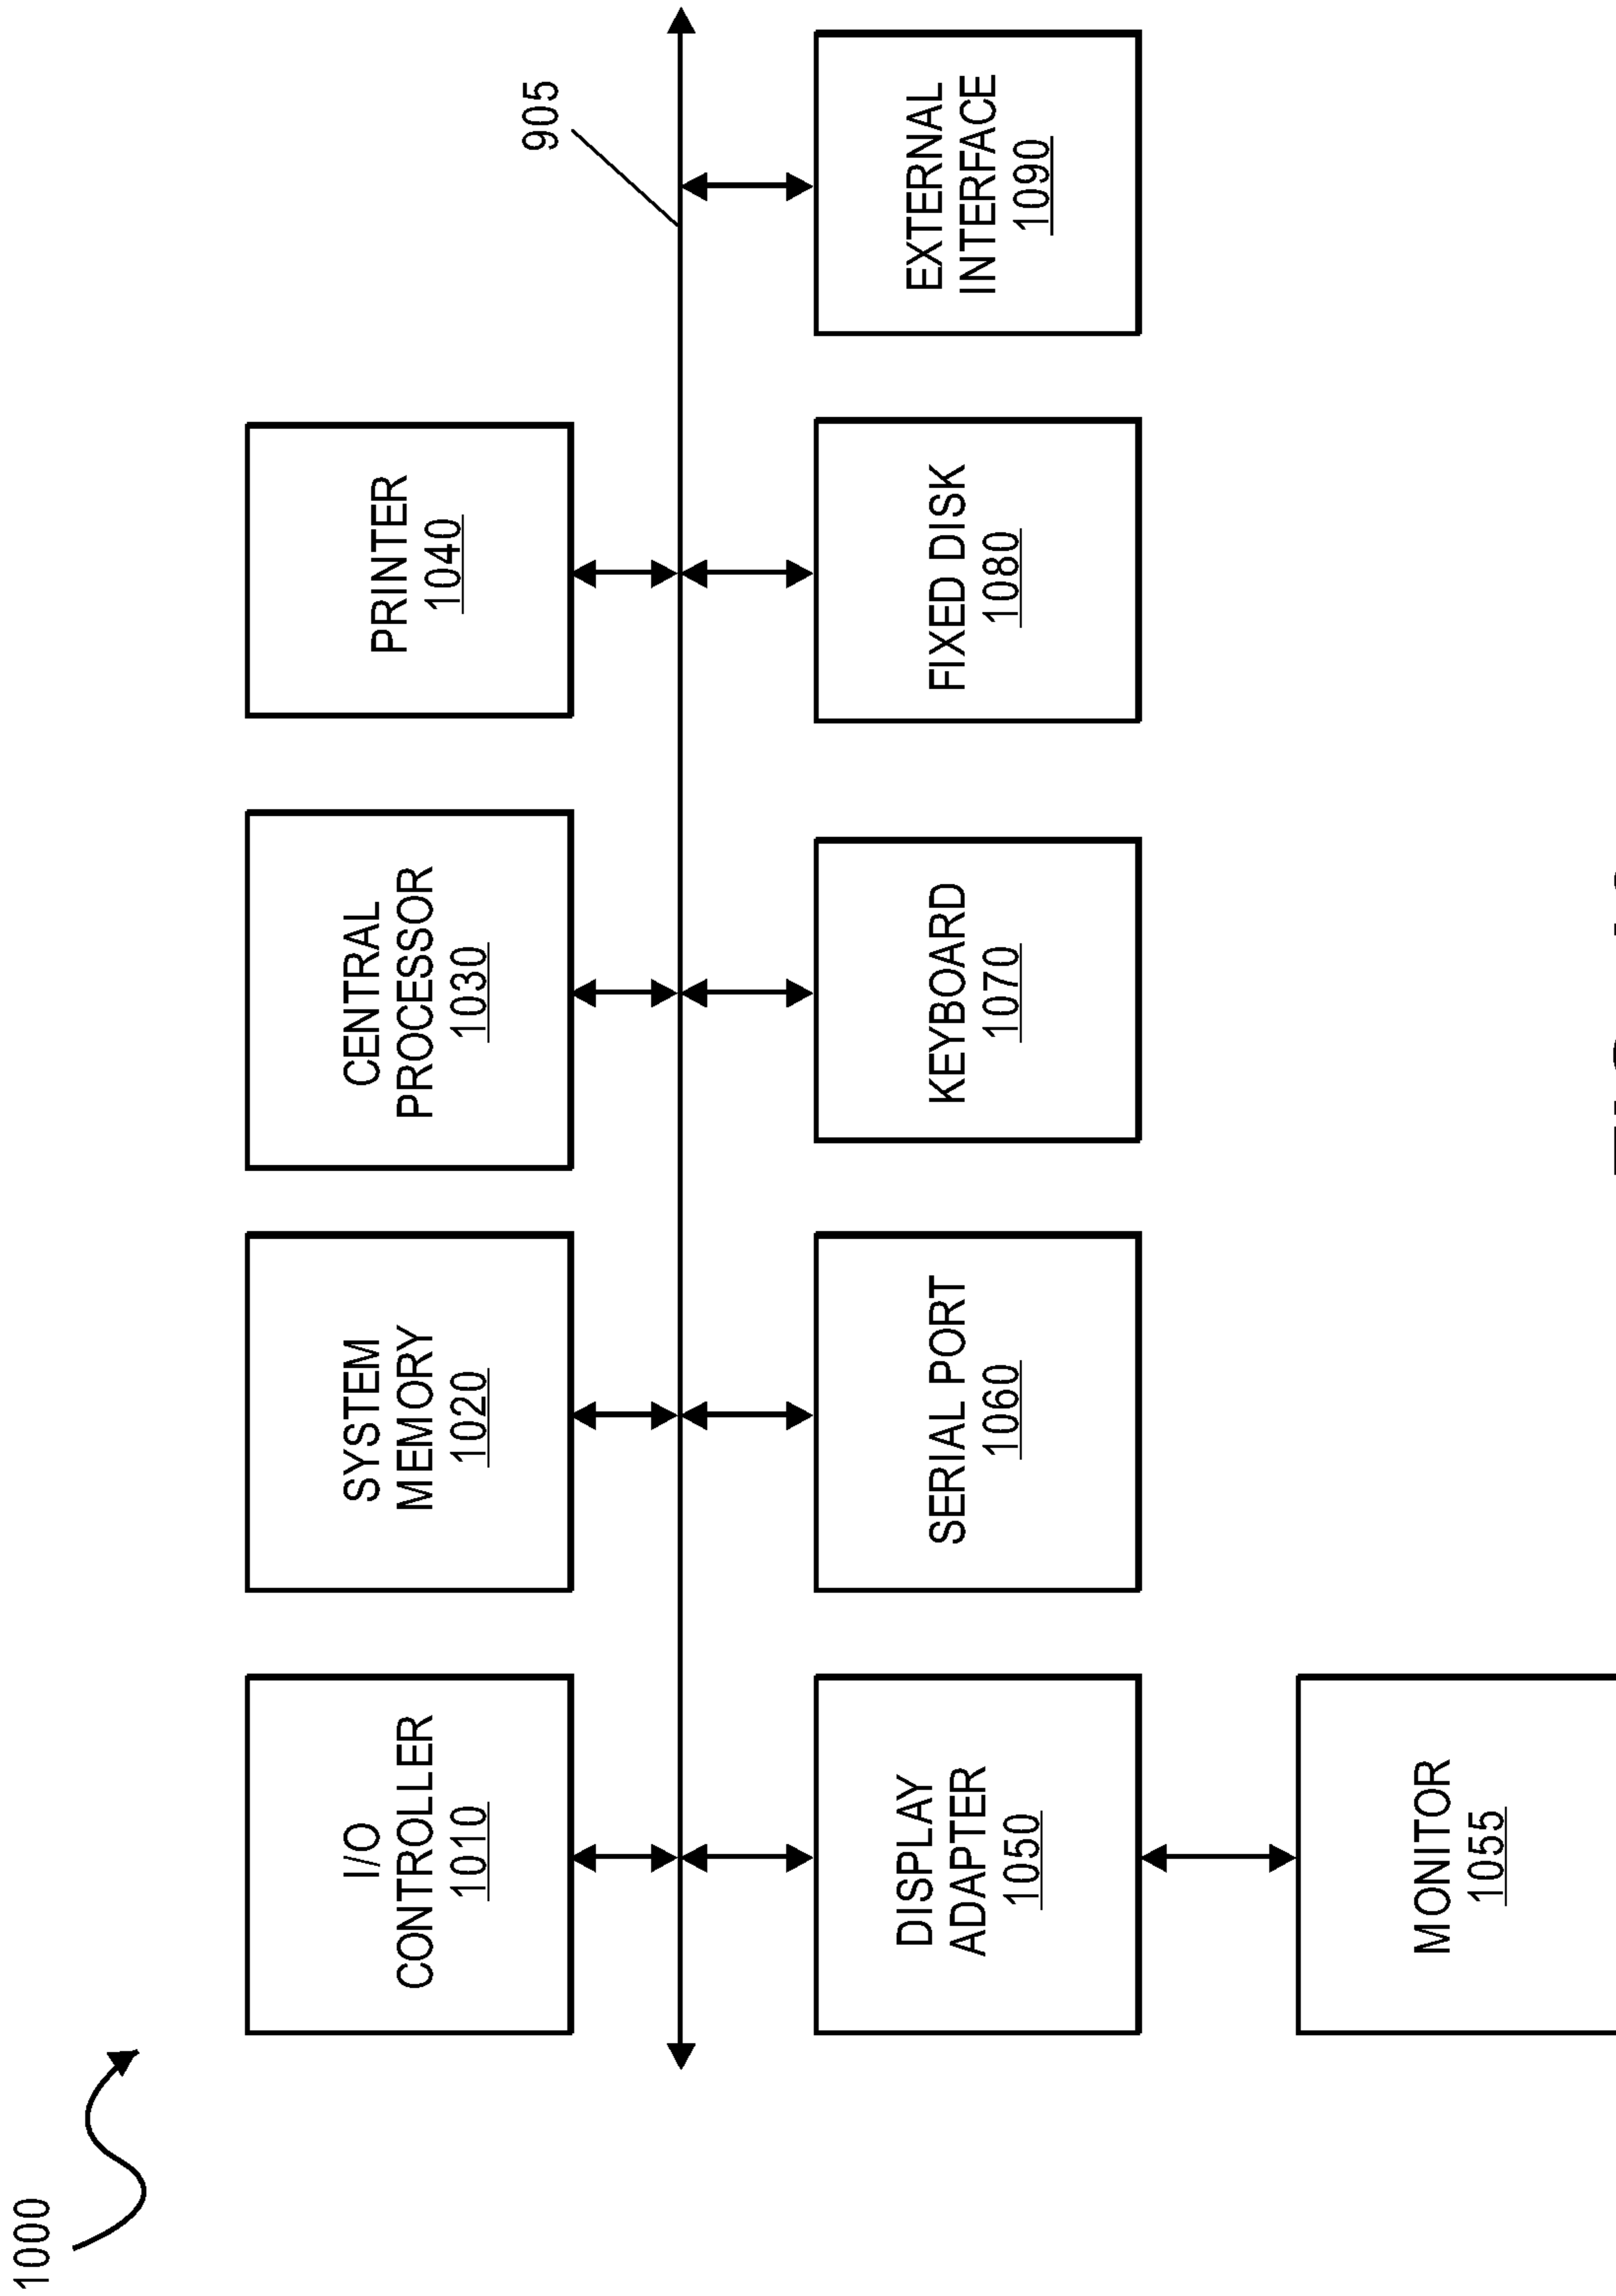 1000
I/O
CONTROLLER
1010
SYSTEM
MEMORY
1020
CENTRAL
PROCESSOR
1030
PRINTER
1040
905
DISPLAY
ADAPTER
1050
SERIAL PORT
1060
KEYBOARD
1070
FIXED DISK
1080
EXTERNAL
INTERFACE
1090
MONITOR
1055